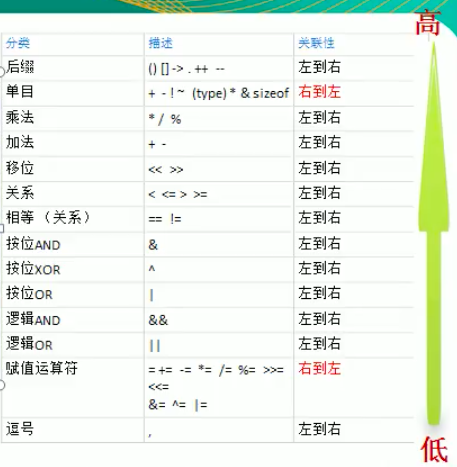 高
分类 描述 关联性
后缀 () [] -> . ++ -- 左到右
单目 + - ! ~ (type) * & sizeof 右到左
乘法 * / % 左到右
加法 + - 左到右
移位 << >> 左到右
关系 < <= > >= 左到右
相等 （关系） == != 左到右
按位AND & 左到右
按位XOR ^ 左到右
按位OR | 左到右
逻辑AND && 左到右
逻辑OR || 左到右
赋值运算符 = += -= *= /= %= >>= 右到左
<<=
&= ^= |=
逗号 , 左到右
低